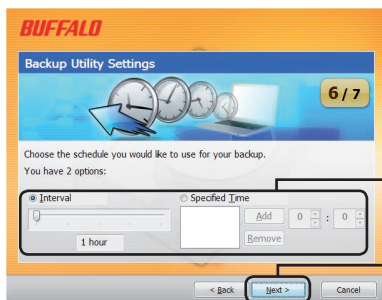 BUFFALO
Backup Utility Settings
6 / 7
Choose the schedule you would like to use for your backup.
You have 2 options:
Interval
Specified Time
1 hour
Add
0 : 0
Remove
< Back
Next >
Cancel